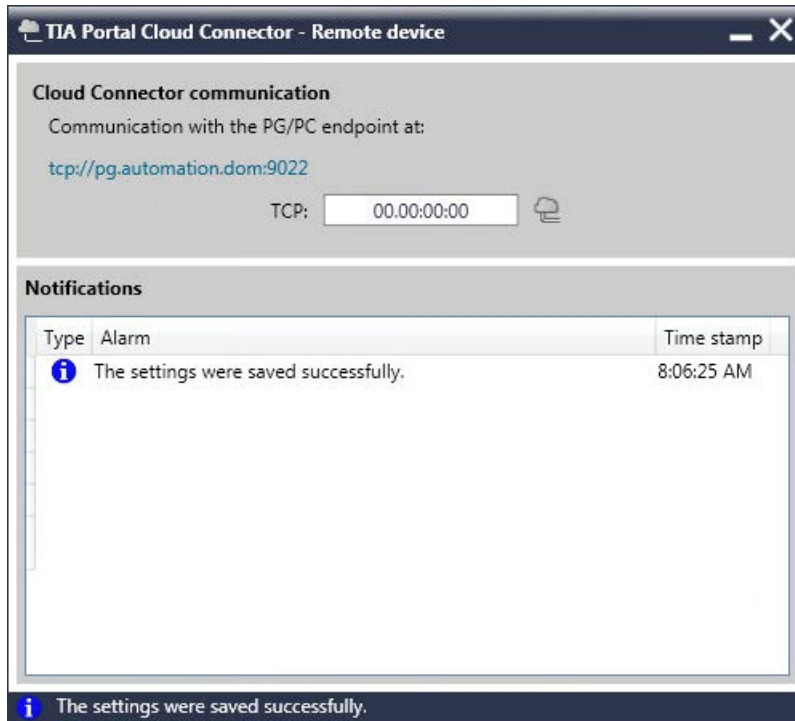 TIA Portal Cloud Connector - Remote device
Cloud Connector communication
Communication with the PG/PC endpoint at:
tcp://pg.automation.dom:9022
TCP: 00.00:00:00
Notifications
Type Alarm Time stamp
The settings were saved successfully. 8:06:25 AM
The settings were saved successfully.